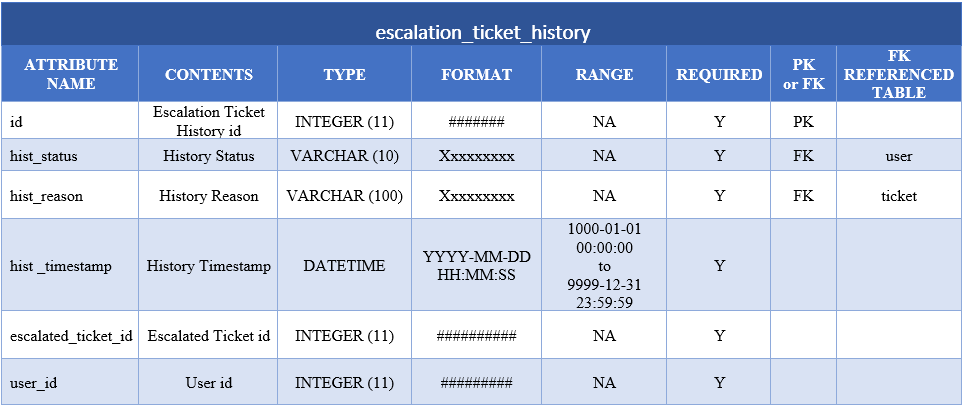 escalation_ticket_history
ATTRIBUTE NAME CONTENTS TYPE FORMAT RANGE REQUIRED PK or FK FK REFERENCED TABLE
id Escalation Ticket History id INTEGER (11) ####### NA Y PK
hist_status History Status VARCHAR (10) Xxxxxxxxx NA Y FK user
hist_reason History Reason VARCHAR (100) Xxxxxxxxx NA Y FK ticket
hist _timestamp History Timestamp DATETIME YYYY-MM-DD HH:MM:SS 1000-01-01 00:00:00 to 9999-12-31 23:59:59 Y
escalated_ticket_id Escalated Ticket id INTEGER (11) ########## NA Y
user_id User id INTEGER (11) ######### NA Y